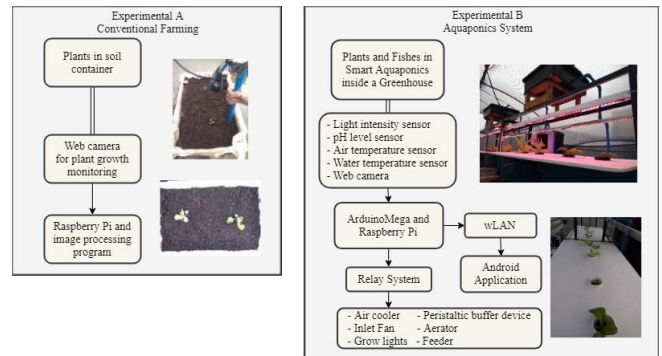 Experimental A
Conventional Farming
Plants in soil
container
Web camera
for plant growth
monitoring
Raspberry Pi and
image processing
program
Experimental B
Aquaponics System
Plants and Fishes in
Smart Aquaponics
inside a Greenhouse
- Light intensity sensor
- pH level sensor
- Air temperature sensor
- Water temperature sensor
- Web camera
ArduinoMega and
Raspberry Pi
wLAN
Relay System
Android
Application
- Air cooler - Peristaltic buffer device
- Inlet Fan - Aerator
- Grow lights - Feeder